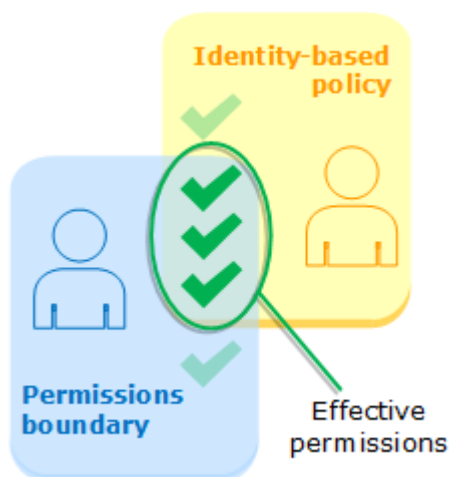 Identity-based
policy
Permissions
boundary
Effective
permissions